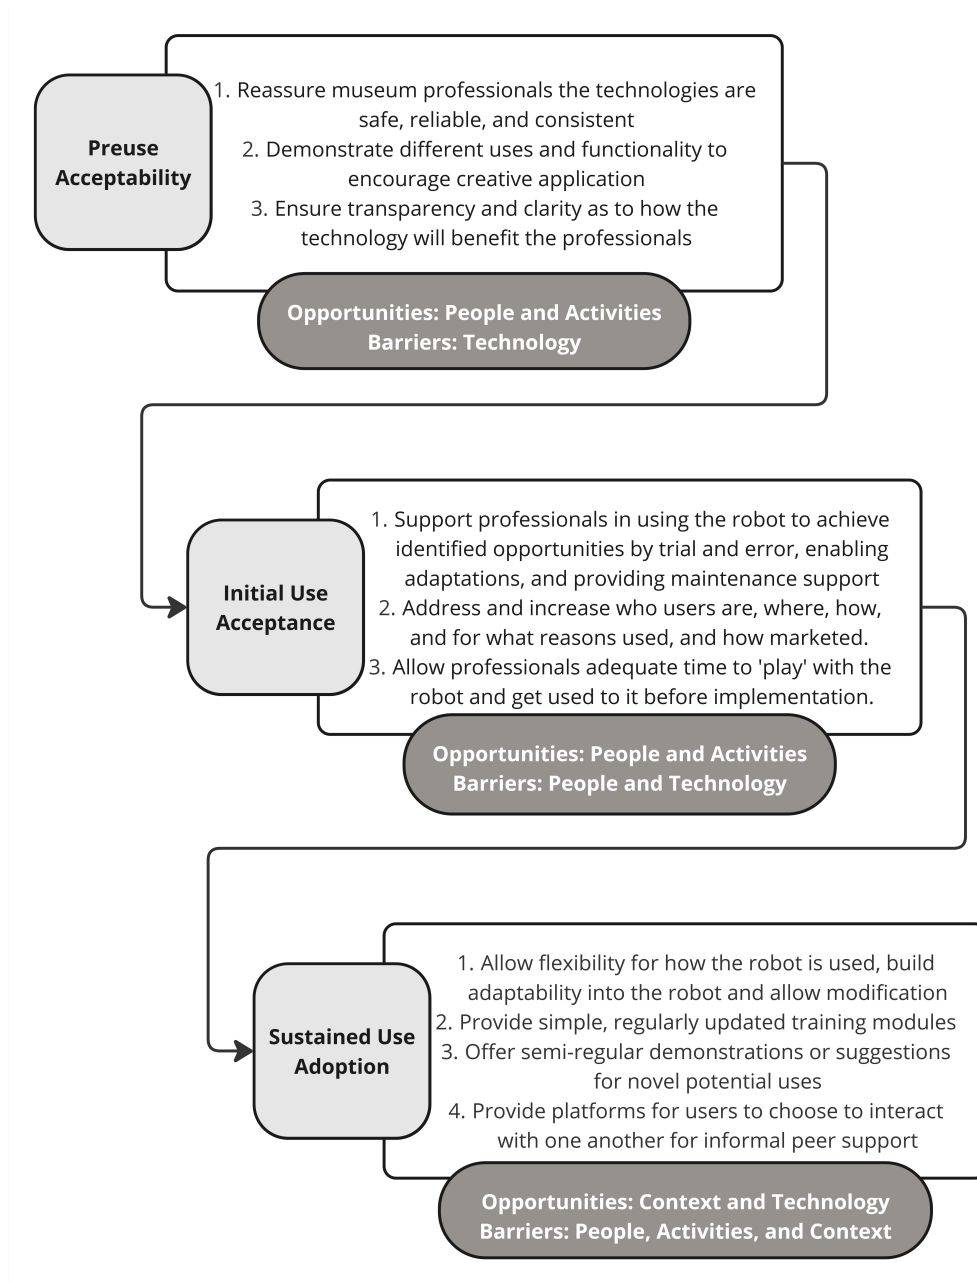 Preuse
Acceptability
1. Reassure museum professionals the technologies are
safe, reliable, and consistent
2. Demonstrate different uses and functionality to
encourage creative application
3. Ensure transparency and clarity as to how the
technology will benefit the professionals
Opportunities: People and Activities
Barriers: Technology
Initial Use
Acceptance
1. Support professionals in using the robot to achieve
identified opportunities by trial and error, enabling
adaptations, and providing maintenance support
2. Address and increase who users are, where, how,
and for what reasons used, and how marketed.
3. Allow professionals adequate time to 'play' with the
robot and get used to it before implementation.
Opportunities: People and Activities
Barriers: People and Technology
Sustained Use
Adoption
1. Allow flexibility for how the robot is used, build
adaptability into the robot and allow modification
2. Provide simple, regularly updated training modules
3. Offer semi-regular demonstrations or suggestions
for novel potential uses
4. Provide platforms for users to choose to interact
with one another for informal peer support
Opportunities: Context and Technology
Barriers: People, Activities, and Context